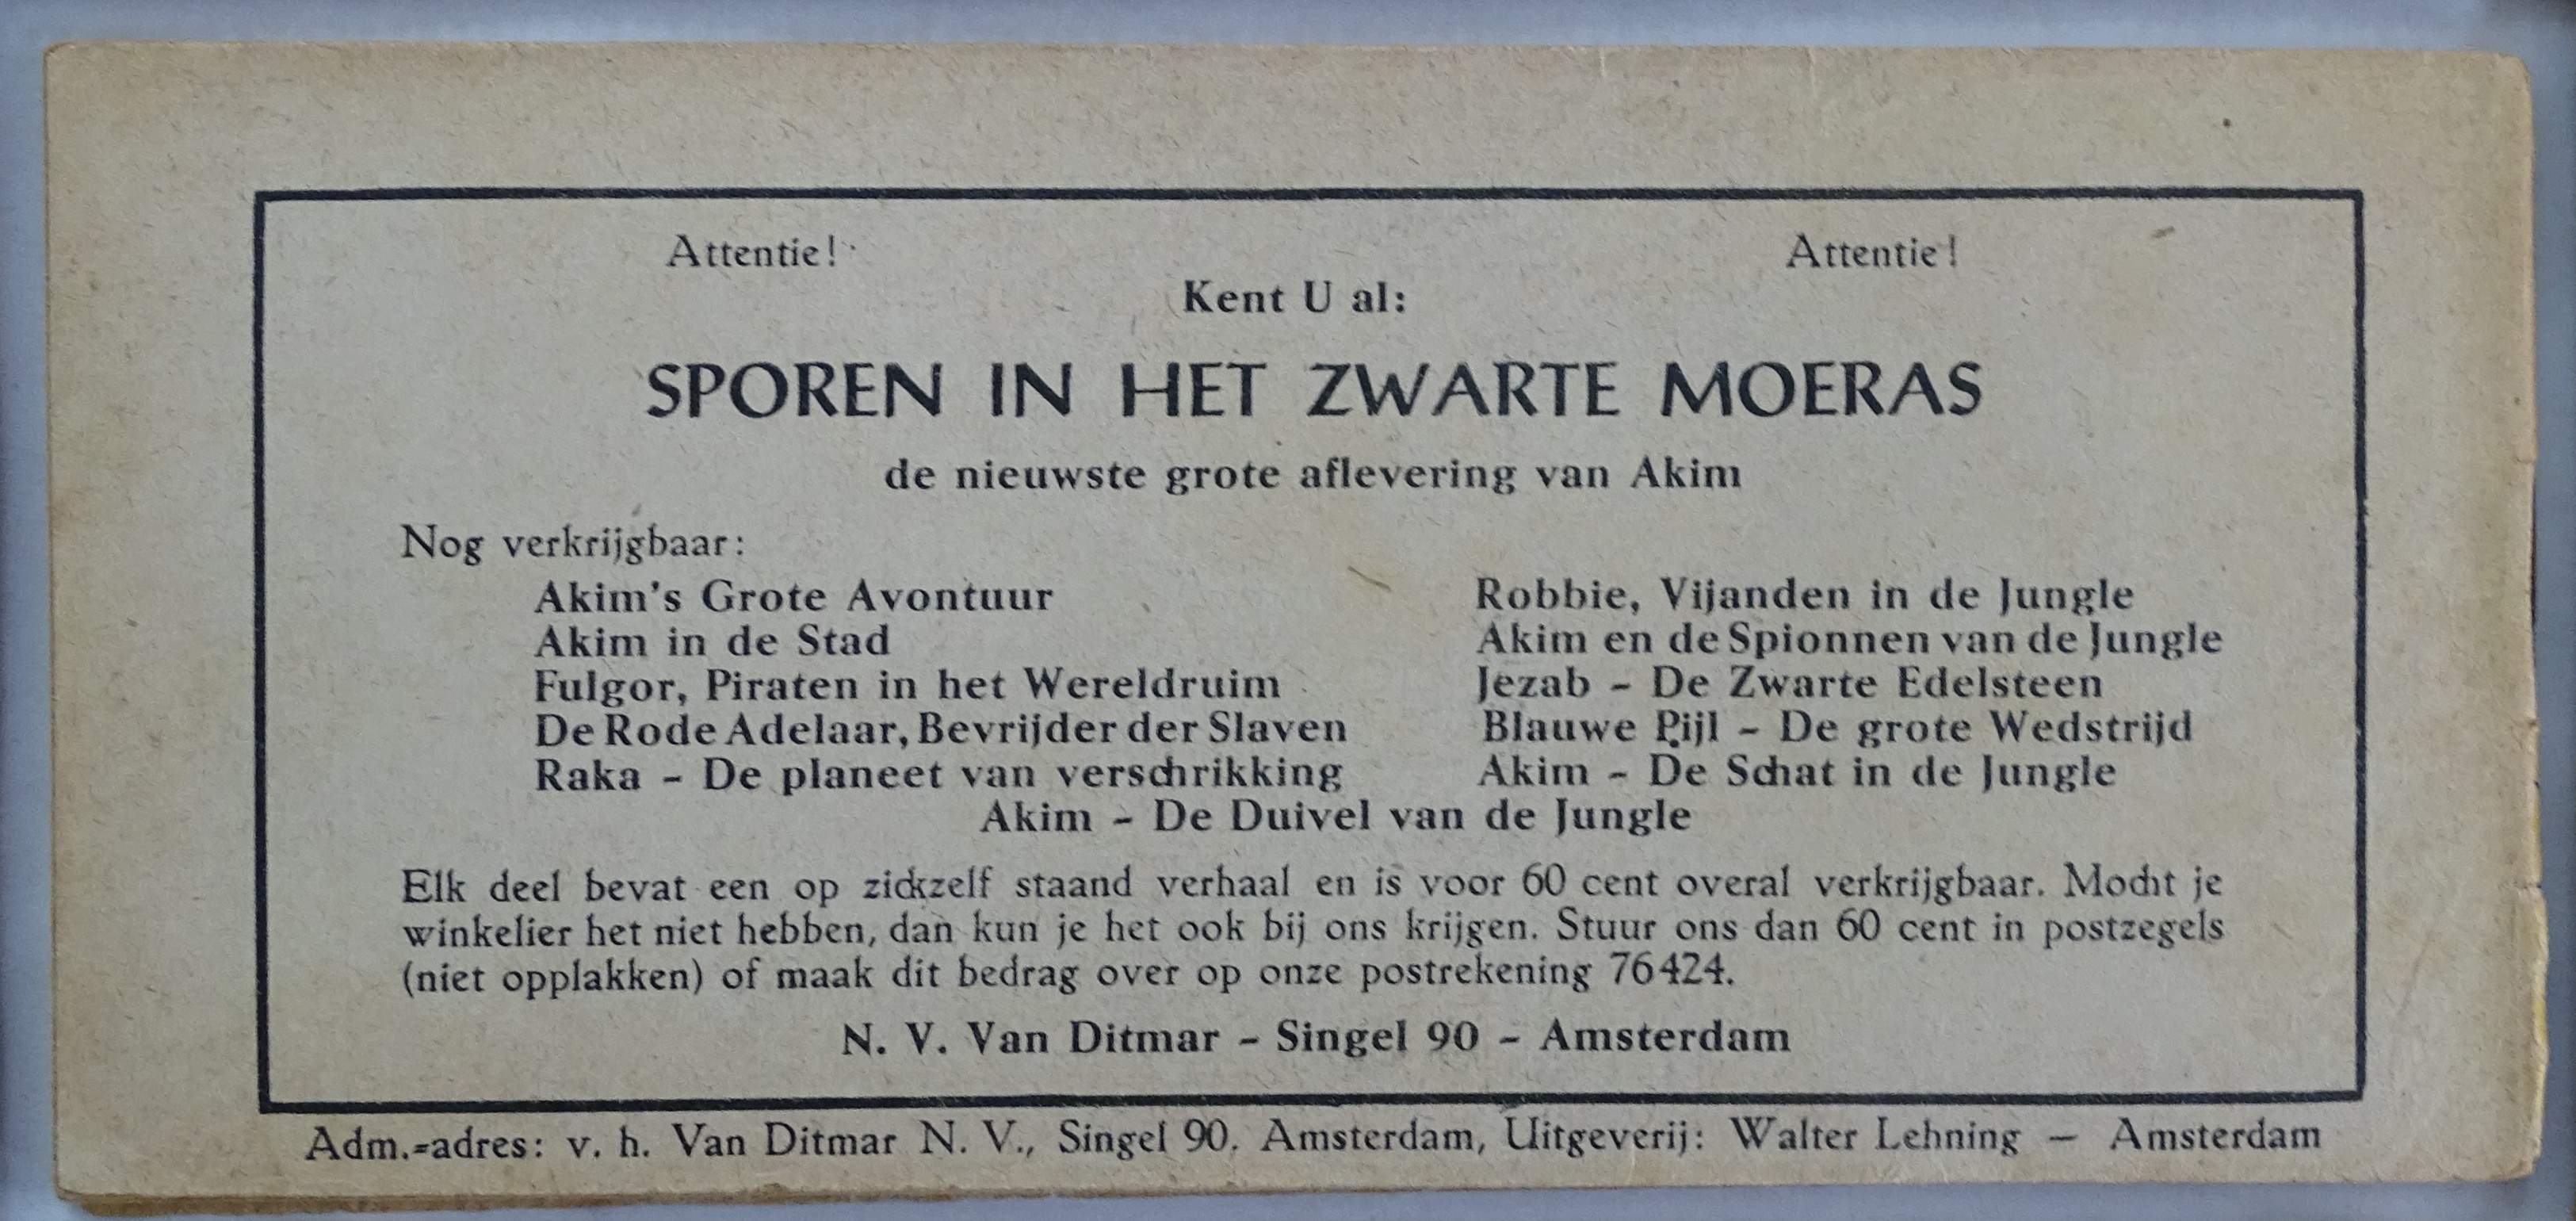 Attentie! Attentie!
Kent U al:
SPOREN IN HET ZWARTE MOERAS
de nieuwste grote aflevering van Akim
Nog verkrijgbaar:
Akim's Grote Avontuur
Akim in de Stad
Fulgor, Piraten in het Wereldruim
De Rode Adelaar, Bevrijder der Slaven
Raka - De planeet van verschrikking
Robbie, Vijanden in de Jungle
Akim en de Spionnen van de Jungle
Jezab - De Zwarte Edelsteen
Blauwe Pijl - De grote Wedstrijd
Akim - De Schat in de Jungle
Akim - De Duivel van de Jungle
Elk deel bevat een op zickzelf staand verhaal en is voor 60 cent overal verkrijgbaar. Mocht je
winkelier het niet hebben, dan kun je het ook bij ons krijgen. Stuur ons dan 60 cent in postzegels
(niet opplakken) of maak dit bedrag over op onze postrekening 76424.
N. V. Van Ditmar - Singel 90 - Amsterdam
Adm.=adres: v. h. Van Ditmar N. V., Singel 90. Amsterdam, Uitgeverij: Walter Lehning — Amsterdam